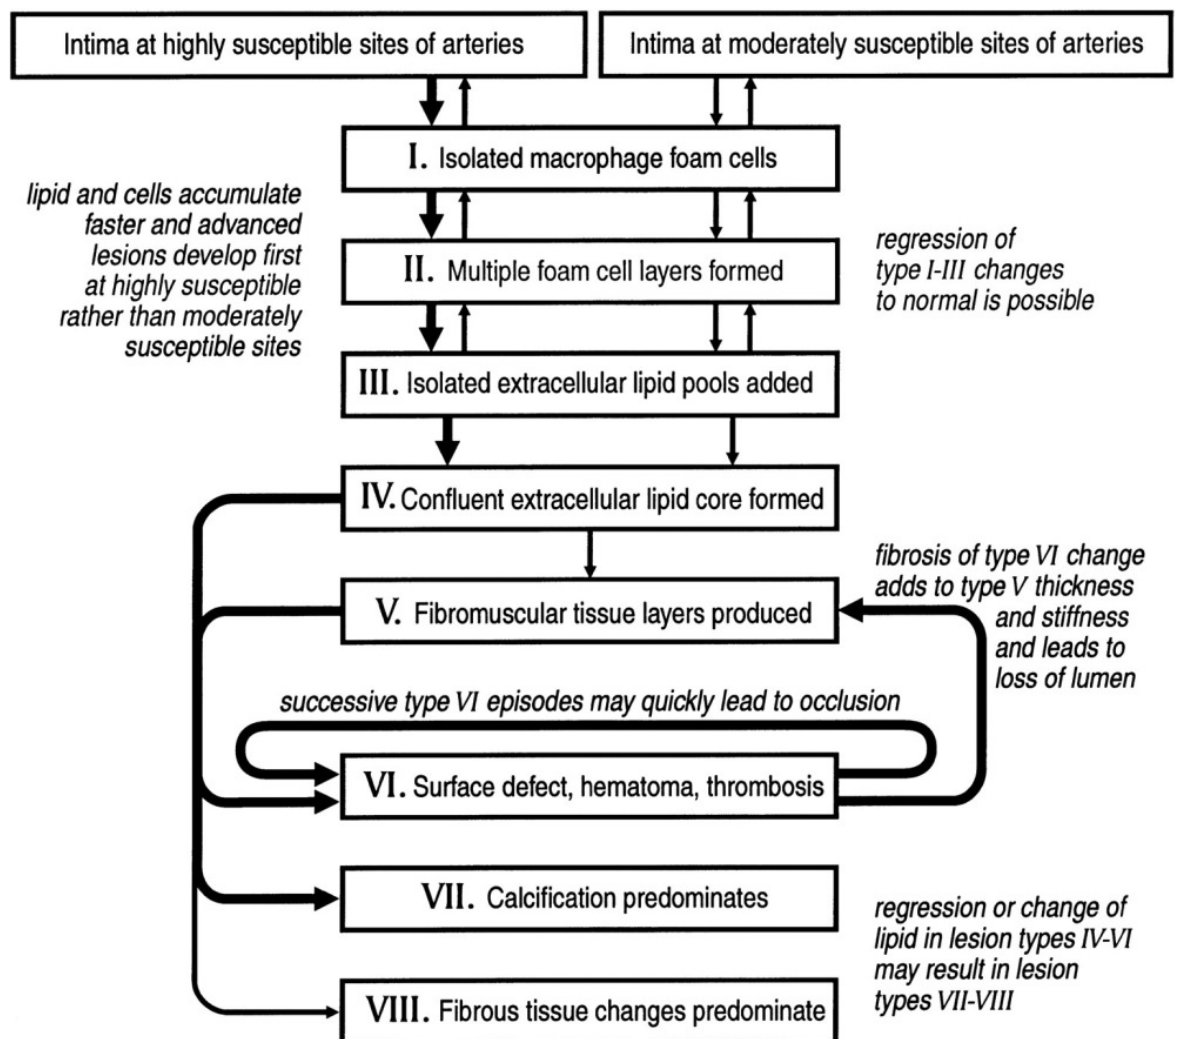 Intima at highly susceptible sites of arteries
Intima at moderately susceptible sites of arteries
I. Isolated macrophage foam cells
lipid and cells accumulate
faster and advanced
lesions develop first
at highly susceptible
rather than moderately
susceptible sites
II. Multiple foam cell layers formed
regression of
type I-III changes
to normal is possible
III. Isolated extracellular lipid pools added
IV. Confluent extracellular lipid core formed
V. Fibromuscular tissue layers produced
fibrosis of type VI change
adds to type V thickness
and stiffness
and leads to
loss of lumen
successive type VI episodes may quickly lead to occlusion
VI. Surface defect, hematoma, thrombosis
VII. Calcification predominates
regression or change of
lipid in lesion types IV-VI
may result in lesion
types VII-VIII
VIII. Fibrous tissue changes predominate